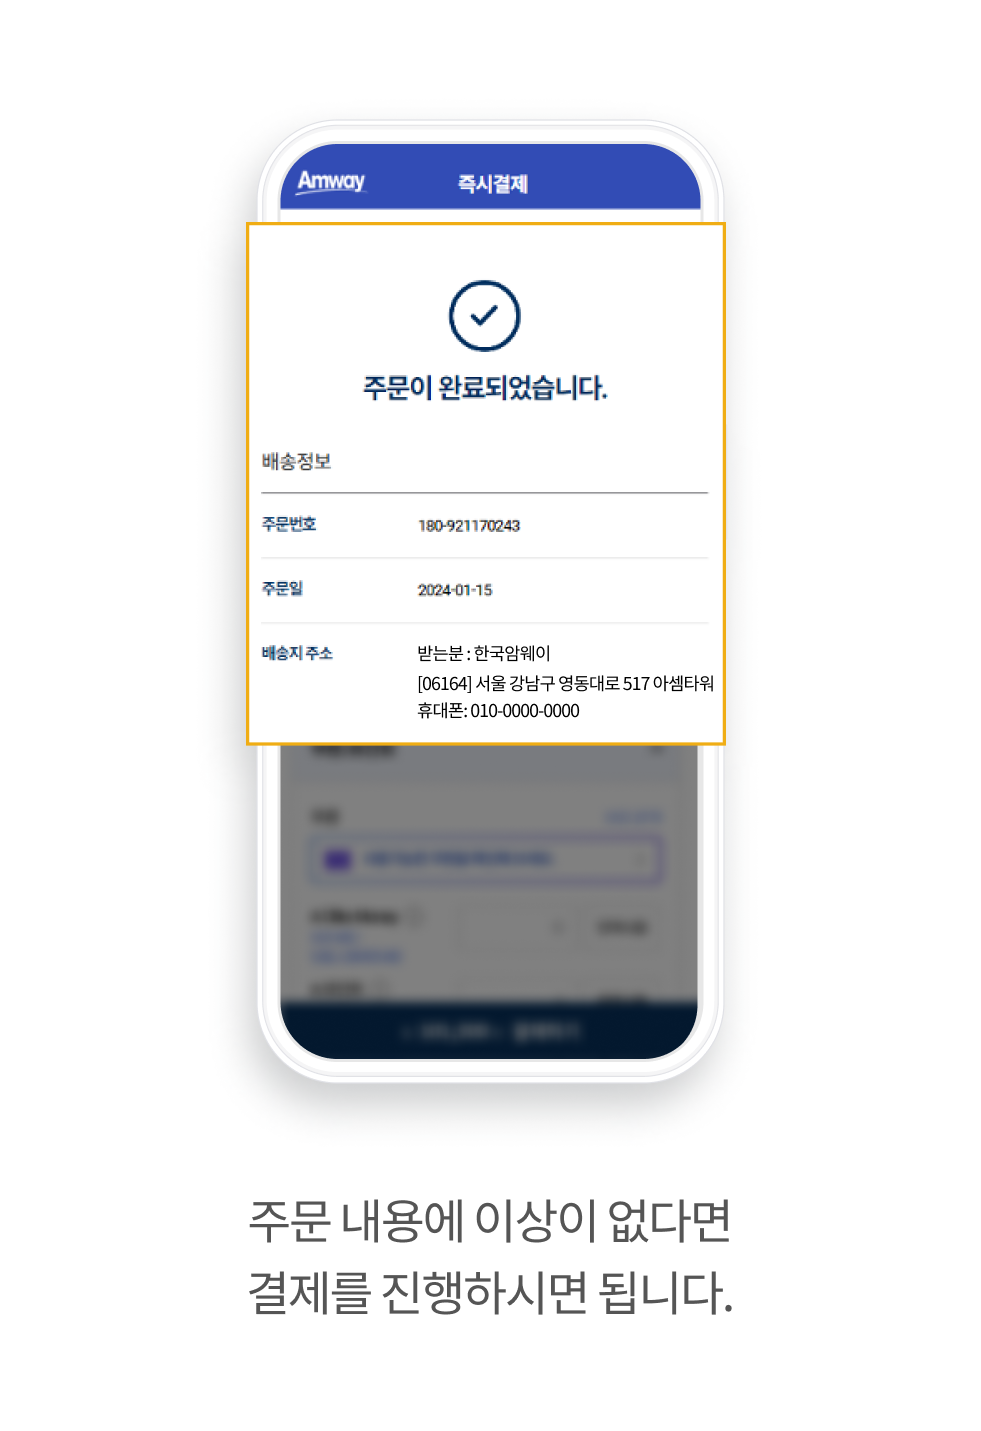 Amway
즉시결제
주문이 완료되었습니다.
배송정보
주문번호 180-921170243
주문일 2024-01-15
배송지 주소 받는분 : 한국암웨이
[06164] 서울 강남구 영동대로 517 아셈타워
휴대폰: 010-0000-0000
주문 내용에 이상이 없다면
결제를 진행하시면 됩니다.